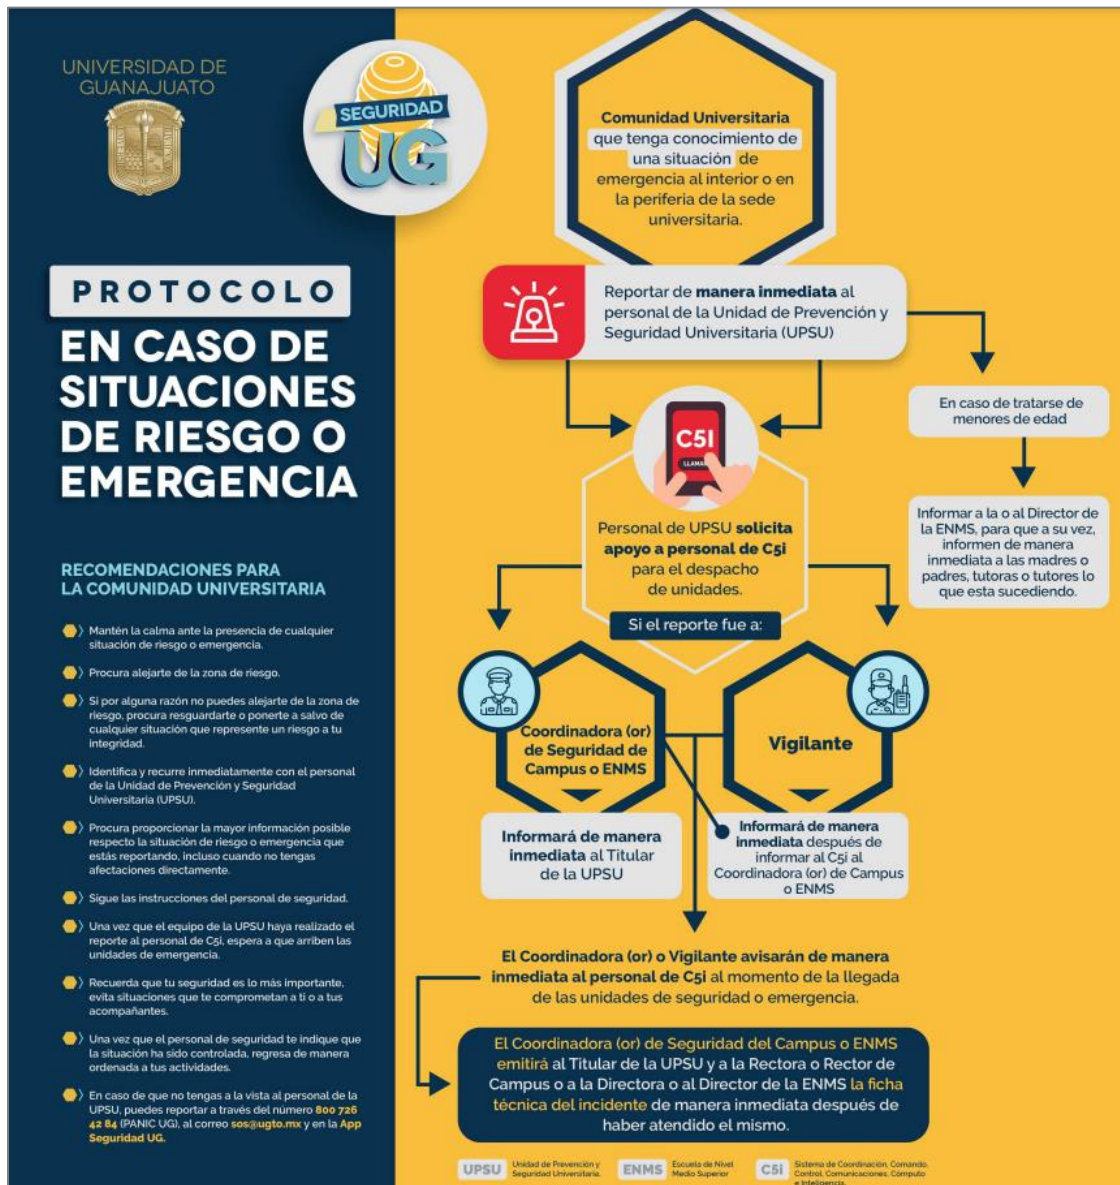 UNIVERSIDAD DE
GUANAJUATO
SEGURIDAD
UG
PROTOCOLO
EN CASO DE
SITUACIONES
DE RIESGO O
EMERGENCIA
RECOMENDACIONES PARA
LA COMUNIDAD UNIVERSITARIA
Mantén la calma ante la presencia de cualquier
situación de riesgo o emergencia.
Procura alejarte de la zona de riesgo.
Si por alguna razón no puedes alejarte de la zona de
riesgo, procura resguardarte o ponerte a salvo de
cualquier situación que represente un riesgo a tu
integridad.
Identifica y recurre inmediatamente con el personal
de la Unidad de Prevención y Seguridad
Universitaria (UPSU).
Procura proporcionar la mayor información posible
respecto la situación de riesgo o emergencia que
estás reportando, incluso cuando no tengas
afectaciones directamente.
Sigue las instrucciones del personal de seguridad.
Una vez que el equipo de la UPSU haya realizado el
reporte al personal de C5i, espera a que arriben las
unidades de emergencia.
Recuerda que tu seguridad es lo más importante,
evita situaciones que te comprometan a ti o a tus
acompañantes.
Una vez que el personal de seguridad te indique que
la situación ha sido controlada, regresa de manera
ordenada a tus actividades.
En caso de que no tengas a la vista al personal de la
UPSU, puedes reportar a través del número 800 726
42 84 (PANIC UG), al correo sos@ugto.mx y en la App
Seguridad UG.
Comunidad Universitaria
que tenga conocimiento de
una situación de
emergencia al interior o en
la periferia de la sede
universitaria.
Reportar de manera inmediata al
personal de la Unidad de Prevención y
Seguridad Universitaria (UPSU)
En caso de tratarse de
menores de edad
Informar a la o al Director de
la ENMS, para que a su vez,
informen de manera
inmediata a las madres o
padres, tutoras o tutores lo
que esta sucediendo.
C5I
LLAMAR
Personal de UPSU solicita
apoyo a personal de C5i
para el despacho
de unidades.
Si el reporte fue a:
Coordinadora (or)
de Seguridad de
Campus o ENMS
Vigilante
Informará de manera
inmediata al Titular
de la UPSU
Informará de manera
inmediata después de
informar al C5i al
Coordinadora (or) de Campus
o ENMS
El Coordinadora (or) o Vigilante avisarán de manera
inmediata al personal de C5i al momento de la llegada
de las unidades de seguridad o emergencia.
El Coordinadora (or) de Seguridad del Campus o ENMS
emitirá al Titular de la UPSU y a la Rectora o Rector de
Campus o a la Directora o al Director de la ENMS la ficha
técnica del incidente de manera inmediata después de
haber atendido el mismo.
UPSU Unidad de Prevención y
Seguridad Universitaria.
ENMS Escuela de Nivel
Medio Superior
C5i Sistema de Coordinación, Comando,
Control, Comunicaciones, Cómputo
e Inteligencia.